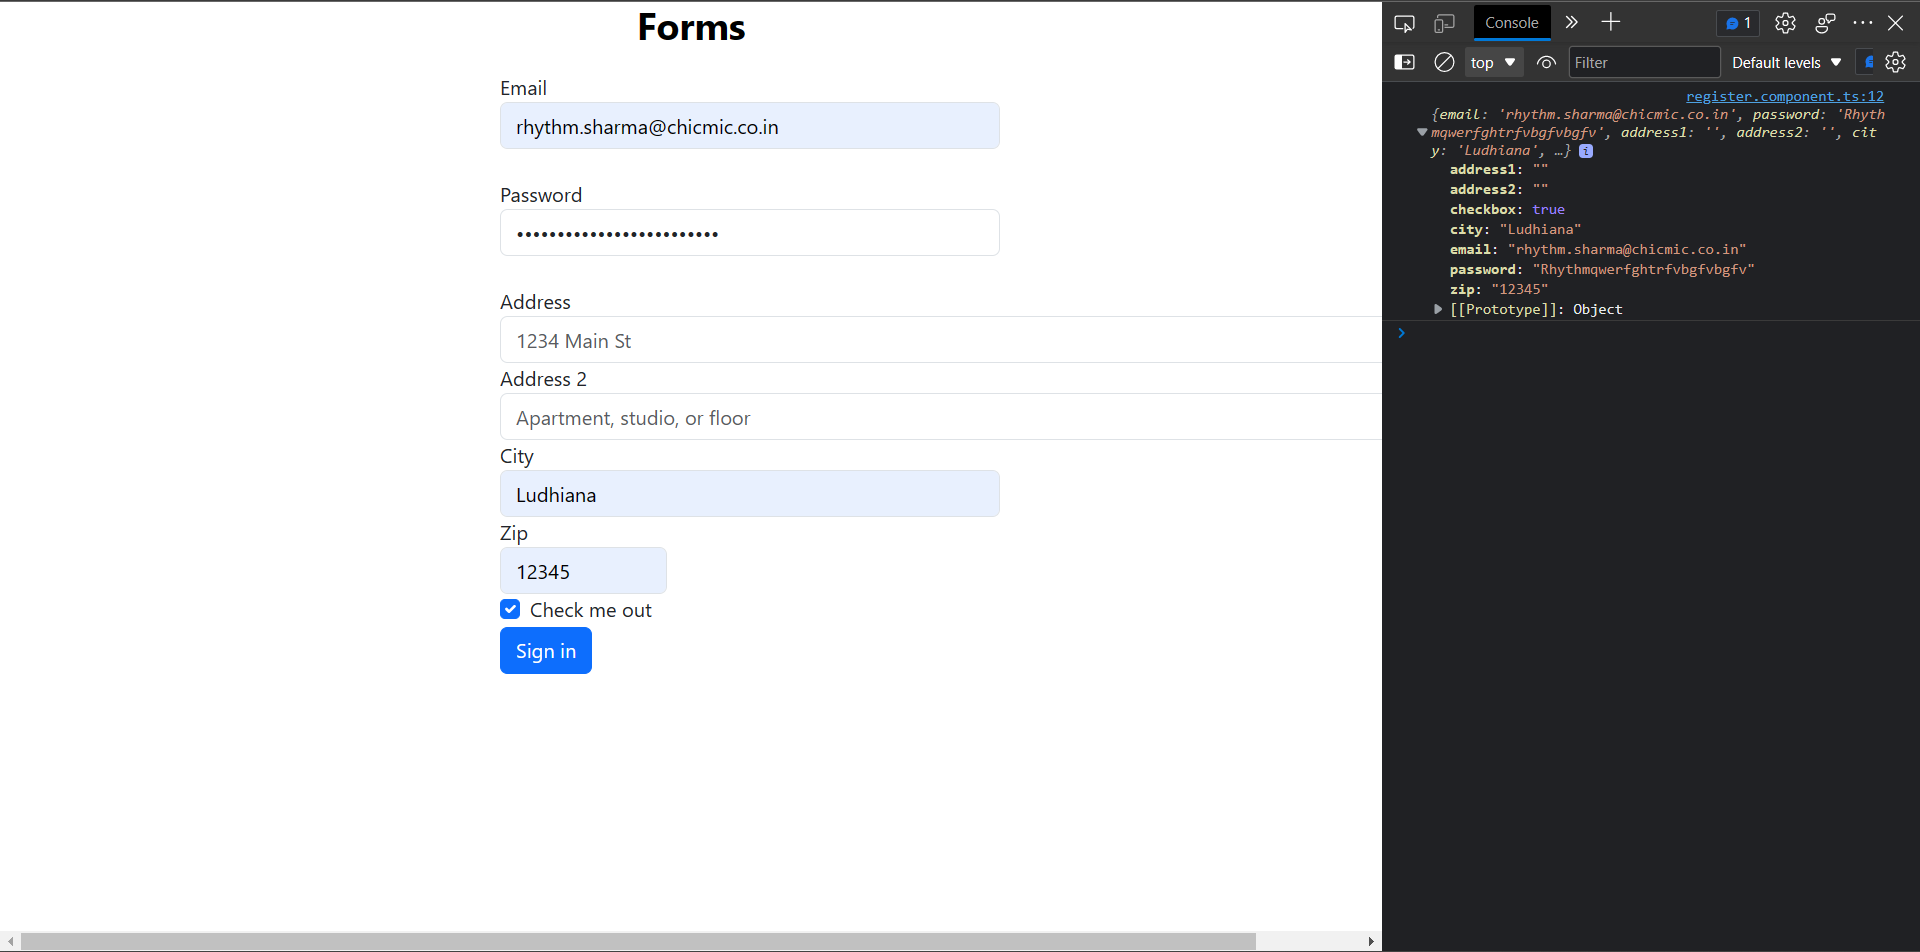 Forms
Email
rhythm.sharma@chicmic.co.in
Password
•••••••••••••••••••••••••
Address
1234 Main St
Address 2
Apartment, studio, or floor
City
Ludhiana
Zip
12345
Check me out
Sign in
Console
1
top
Filter
Default levels
register.component.ts:12
{email: 'rhythm.sharma@chicmic.co.in', password: 'Rhyth
mqwerfghtrfvbgfvbgfv', address1: '', address2: '', cit
y: 'Ludhiana', …} i
address1: ""
address2: ""
checkbox: true
city: "Ludhiana"
email: "rhythm.sharma@chicmic.co.in"
password: "Rhythmqwerfghtrfvbgfvbgfv"
zip: "12345"
[[Prototype]]: Object